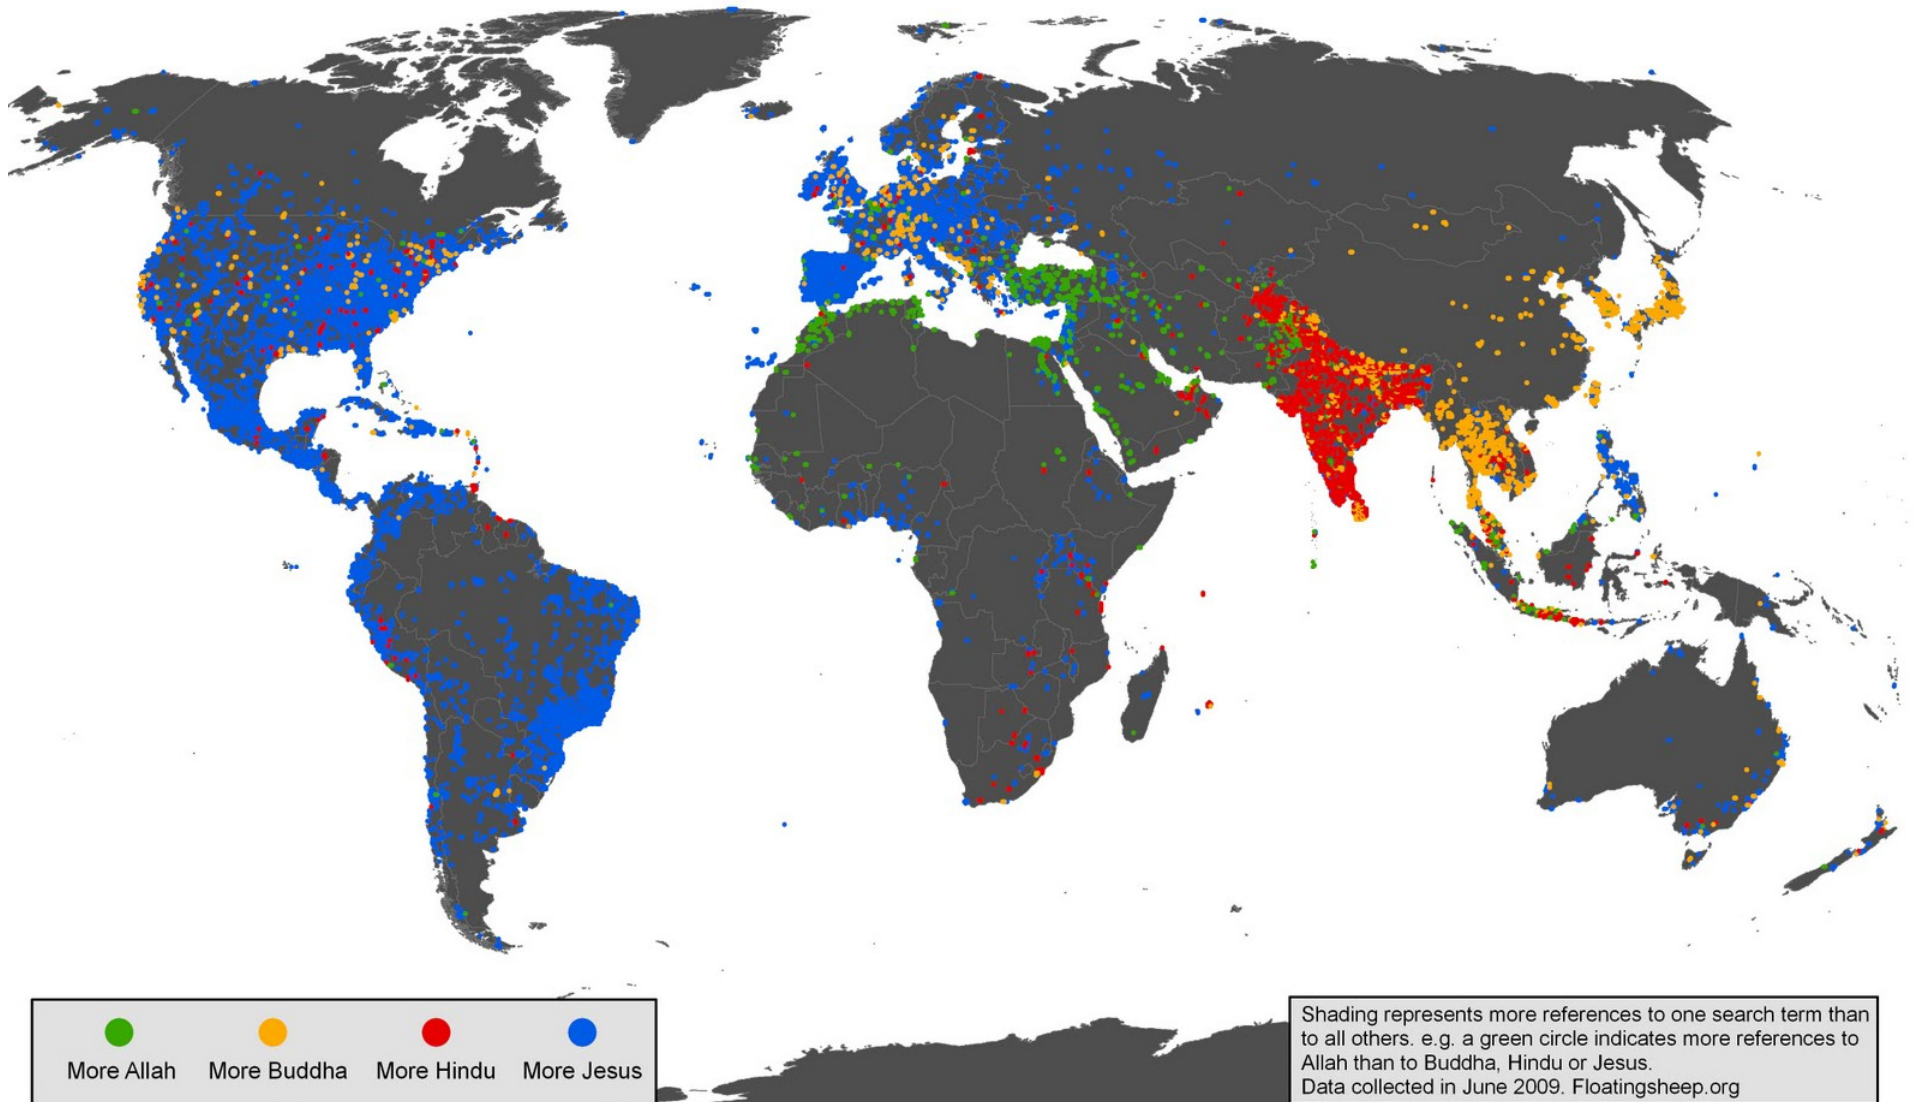 More Allah
More Buddha
More Hindu
More Jesus
Shading represents more references to one search term than
to all others. e.g. a green circle indicates more references to
Allah than to Buddha, Hindu or Jesus.
Data collected in June 2009. Floatingsheep.org